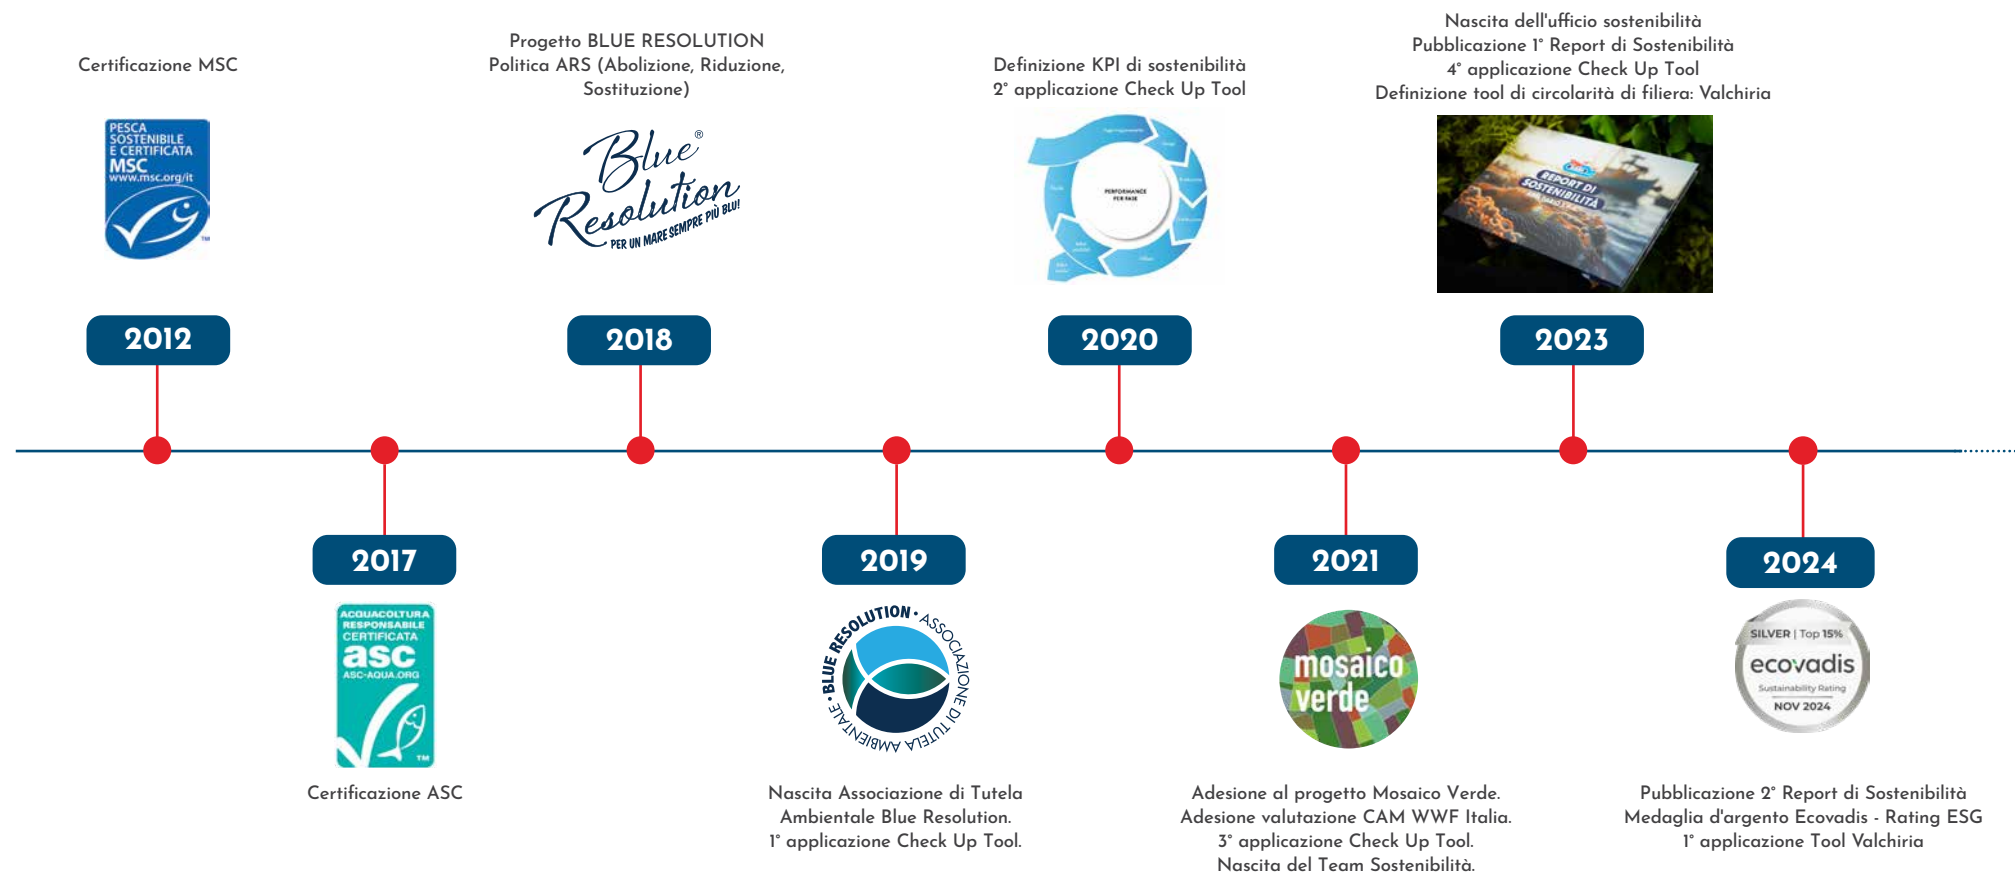 Certificazione MSC
PESCA
SOSTENIBILE
E CERTIFICATA
MSC
www.msc.org/it
TM
2012
2017
ACQUACOLTURA
RESPONSABILE
CERTIFICATA
asc
ASC-AQUA.ORG
TM
Certificazione ASC
Progetto BLUE RESOLUTION
Politica ARS (Abolizione, Riduzione,
Sostituzione)
Blue®
Resolution
PER UN MARE SEMPRE PIÙ BLU!
2018
2019
BLUE RESOLUTION • ASSOCIAZIONE DI TUTELA AMBIENTALE •
Nascita Associazione di Tutela
Ambientale Blue Resolution.
1° applicazione Check Up Tool.
Definizione KPI di sostenibilità
2° applicazione Check Up Tool
PERFORMANCE
PER FASE
2020
2021
mosaico
verde
Adesione al progetto Mosaico Verde.
Adesione valutazione CAM WWF Italia.
3° applicazione Check Up Tool.
Nascita del Team Sostenibilità.
Nascita dell'ufficio sostenibilità
Pubblicazione 1° Report di Sostenibilità
4° applicazione Check Up Tool
Definizione tool di circolarità di filiera: Valchiria
REPORT DI
SOSTENIBILITÀ
2023
2024
SILVER | Top 15%
ecovadis
Sustainability Rating
NOV 2024
Pubblicazione 2° Report di Sostenibilità
Medaglia d'argento Ecovadis - Rating ESG
1° applicazione Tool Valchiria